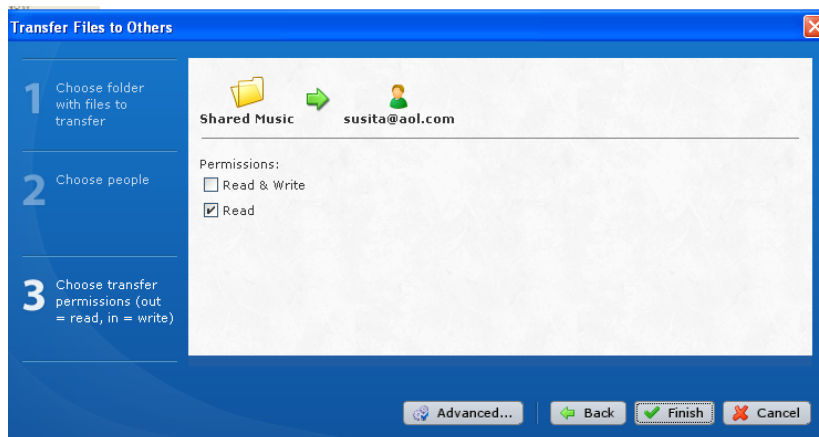 Transfer Files to Others
1
Choose folder
with files to
transfer
2
Choose people
3
Choose transfer
permissions (out
= read, in = write)
Shared Music
susita@aol.com
Permissions:
Read & Write
Read
Advanced...
Back
Finish
Cancel